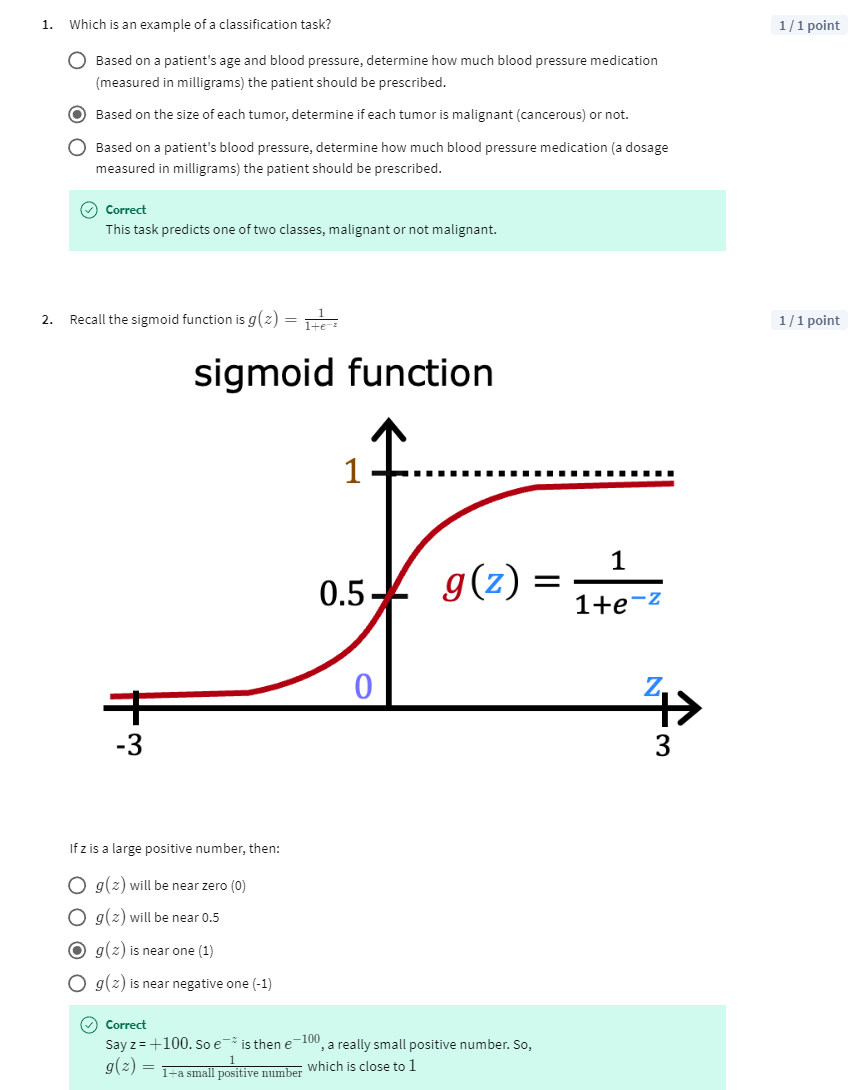 1. Which is an example of a classification task?
1 / 1 point
Based on a patient's age and blood pressure, determine how much blood pressure medication
(measured in milligrams) the patient should be prescribed.
Based on the size of each tumor, determine if each tumor is malignant (cancerous) or not.
Based on a patient's blood pressure, determine how much blood pressure medication (a dosage
measured in milligrams) the patient should be prescribed.
Correct
This task predicts one of two classes, malignant or not malignant.
2. Recall the sigmoid function is g(z) = 1/(1+e^{-z})
1 / 1 point
sigmoid function
1
0.5
g(z) = 1/(1+e^{-z})
0
z
-3
3
If z is a large positive number, then:
g(z) will be near zero (0)
g(z) will be near 0.5
g(z) is near one (1)
g(z) is near negative one (-1)
Correct
Say z = +100. So e^{-z} is then e^{-100}, a really small positive number. So,
g(z) = 1/(1+a small positive number) which is close to 1